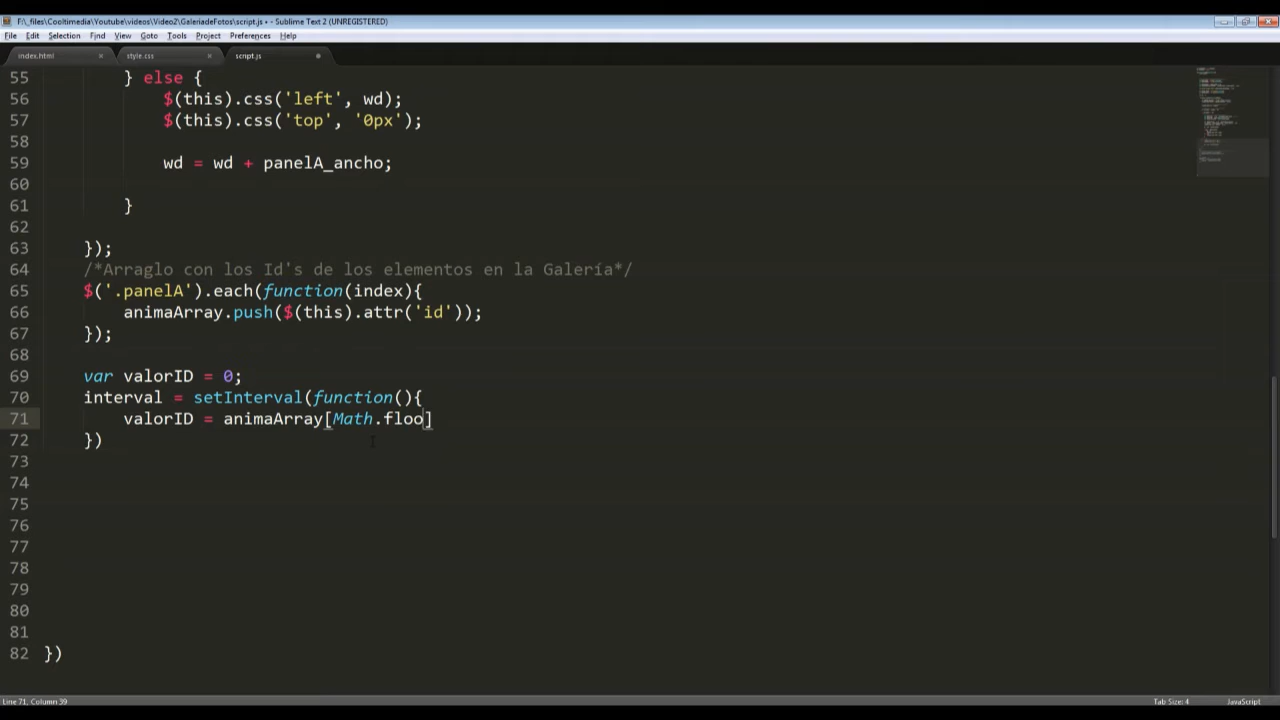 F:\_files\Cooltimedia\Youtube\videos\Video2\GaleriadeFotos\script.js • - Sublime Text 2 (UNREGISTERED)
File Edit Selection Find View Goto Tools Project Preferences Help
index.html × style.css × script.js
55 } else {
56 $(this).css('left', wd);
57 $(this).css('top', '0px');
58
59 wd = wd + panelA_ancho;
60
61 }
62
63 });
64 /*Arraglo con los Id's de los elementos en la Galería*/
65 $('.panelA').each(function(index){
66 animaArray.push($(this).attr('id'));
67 });
68
69 var valorID = 0;
70 interval = setInterval(function(){
71 valorID = animaArray[Math.floo]
72 })
73
74
75
76
77
78
79
80
81
82 })
Line 71, Column 39 Tab Size: 4 JavaScript